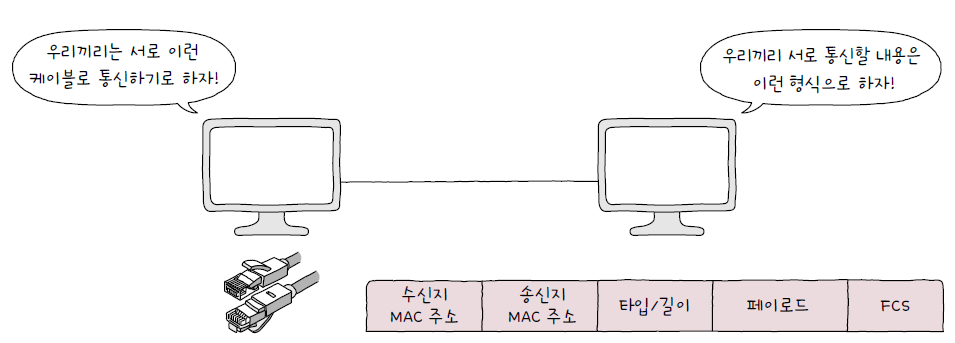 우리끼리는 서로 이런
케이블로 통신하기로 하자!
우리끼리 서로 통신할 내용은
이런 형식으로 하자!
수신지
MAC 주소
송신지
MAC 주소
타입/길이
페이로드
FCS